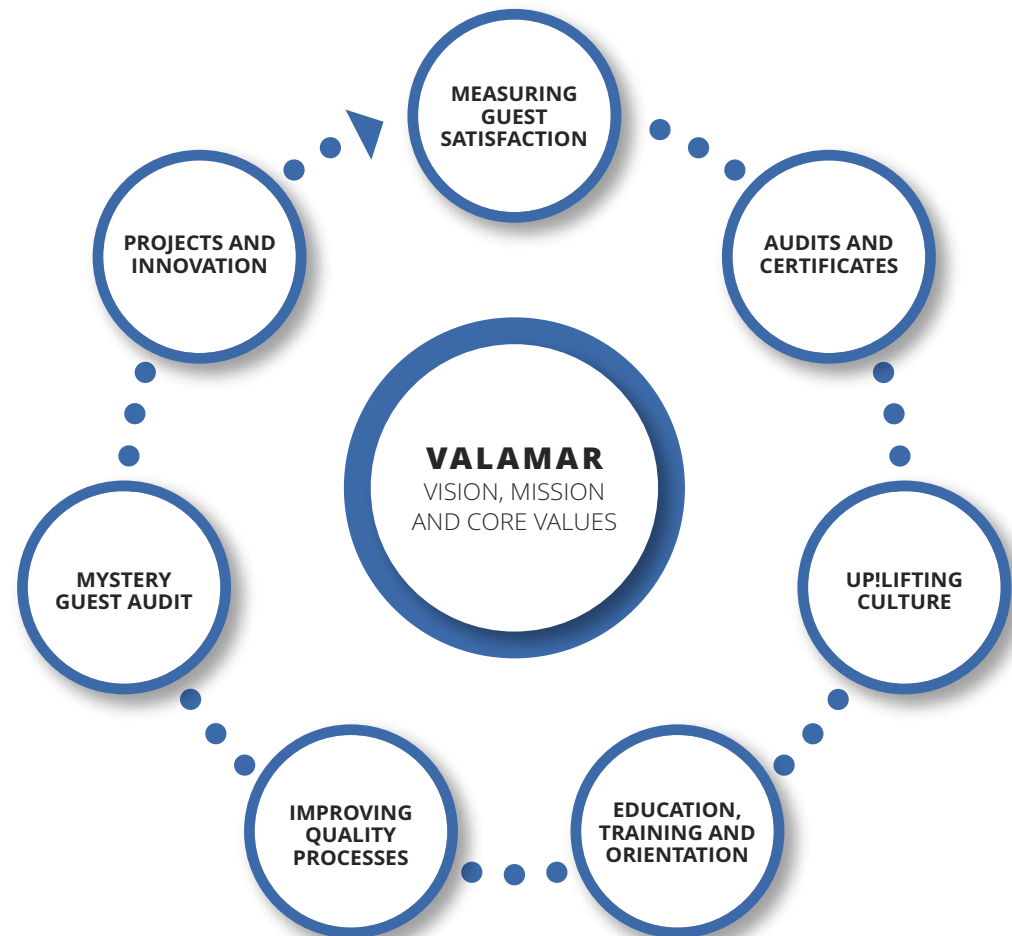 MEASURING
GUEST
SATISFACTION
AUDITS AND
CERTIFICATES
UP!LIFTING
CULTURE
EDUCATION,
TRAINING AND
ORIENTATION
IMPROVING
QUALITY
PROCESSES
MYSTERY
GUEST AUDIT
PROJECTS AND
INNOVATION
VALAMAR
VISION, MISSION
AND CORE VALUES